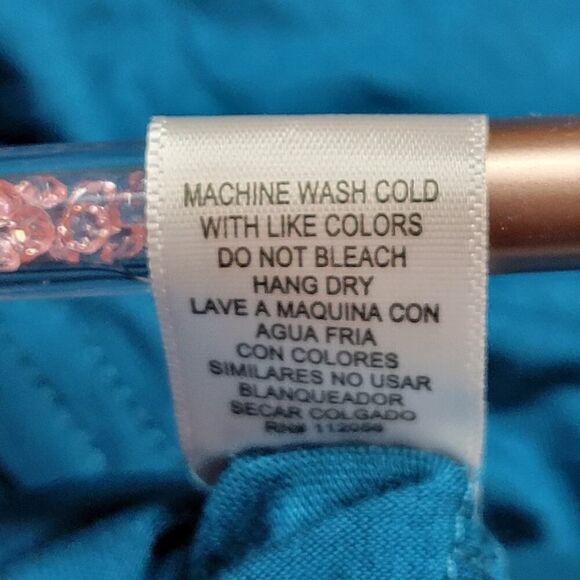 MACHINE WASH COLD
WITH LIKE COLORS
DO NOT BLEACH
HANG DRY
LAVE A MAQUINA CON
AGUA FRIA
CON COLORES
SIMILARES NO USAR
BLANQUEADOR
SECAR COLGADO
RN#